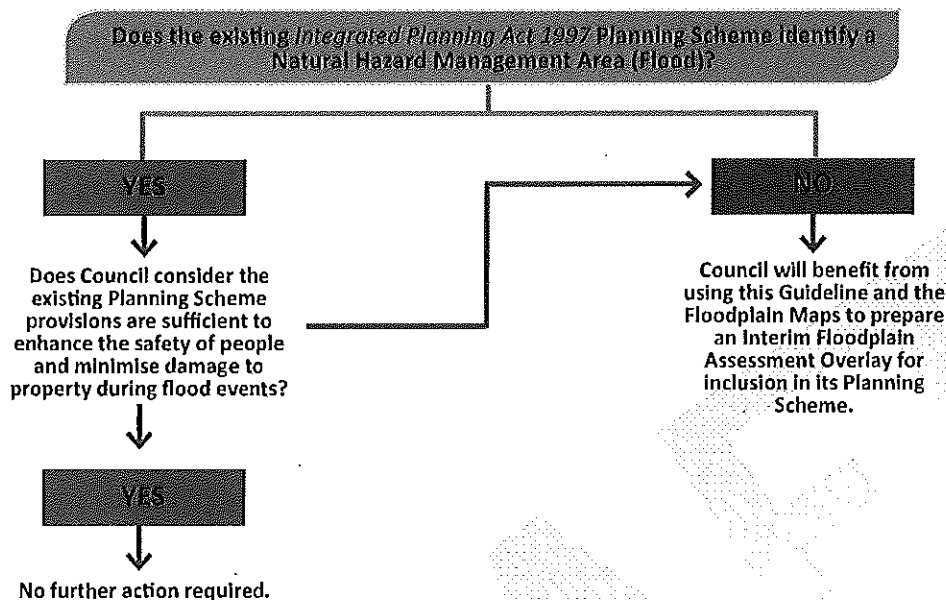 Does the existing Integrated Planning Act 1997 Planning Scheme identify a
Natural Hazard Management Area (Flood)?
YES
NO
Does Council consider the
existing Planning Scheme
provisions are sufficient to
enhance the safety of people
and minimise damage to
property during flood events?
Council will benefit from
using this Guideline and the
Floodplain Maps to prepare
an Interim Floodplain
Assessment Overlay for
inclusion in its Planning
Scheme.
YES
No further action required.